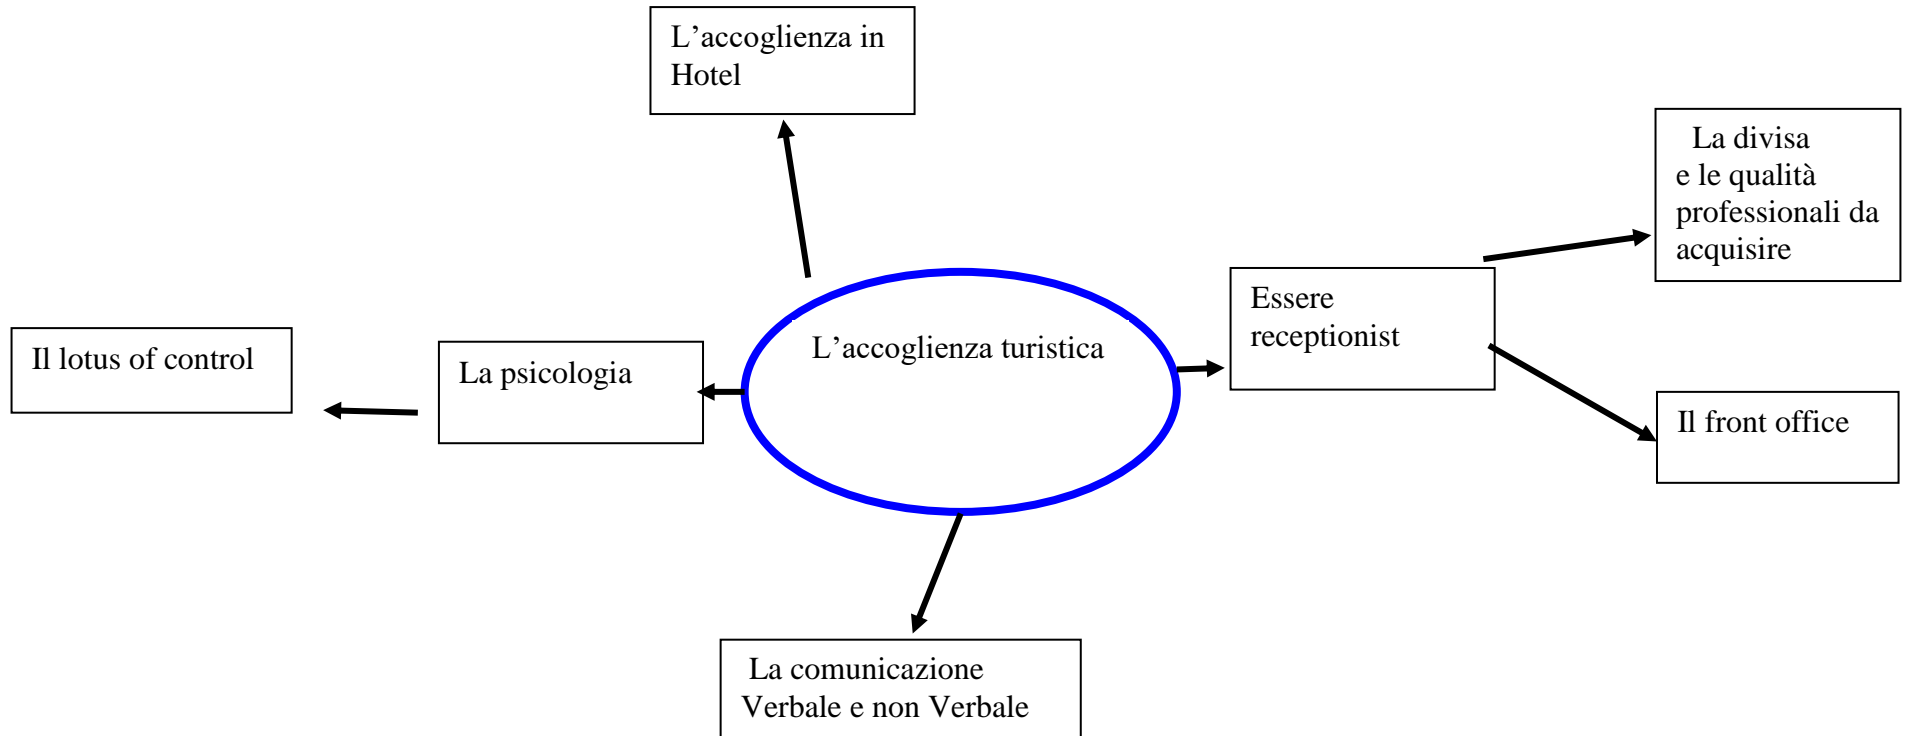 L’accoglienza in
Hotel
La divisa
e le qualità
professionali da
acquisire
Essere
receptionist
L’accoglienza turistica
Il lotus of control
La psicologia
Il front office
La comunicazione
Verbale e non Verbale